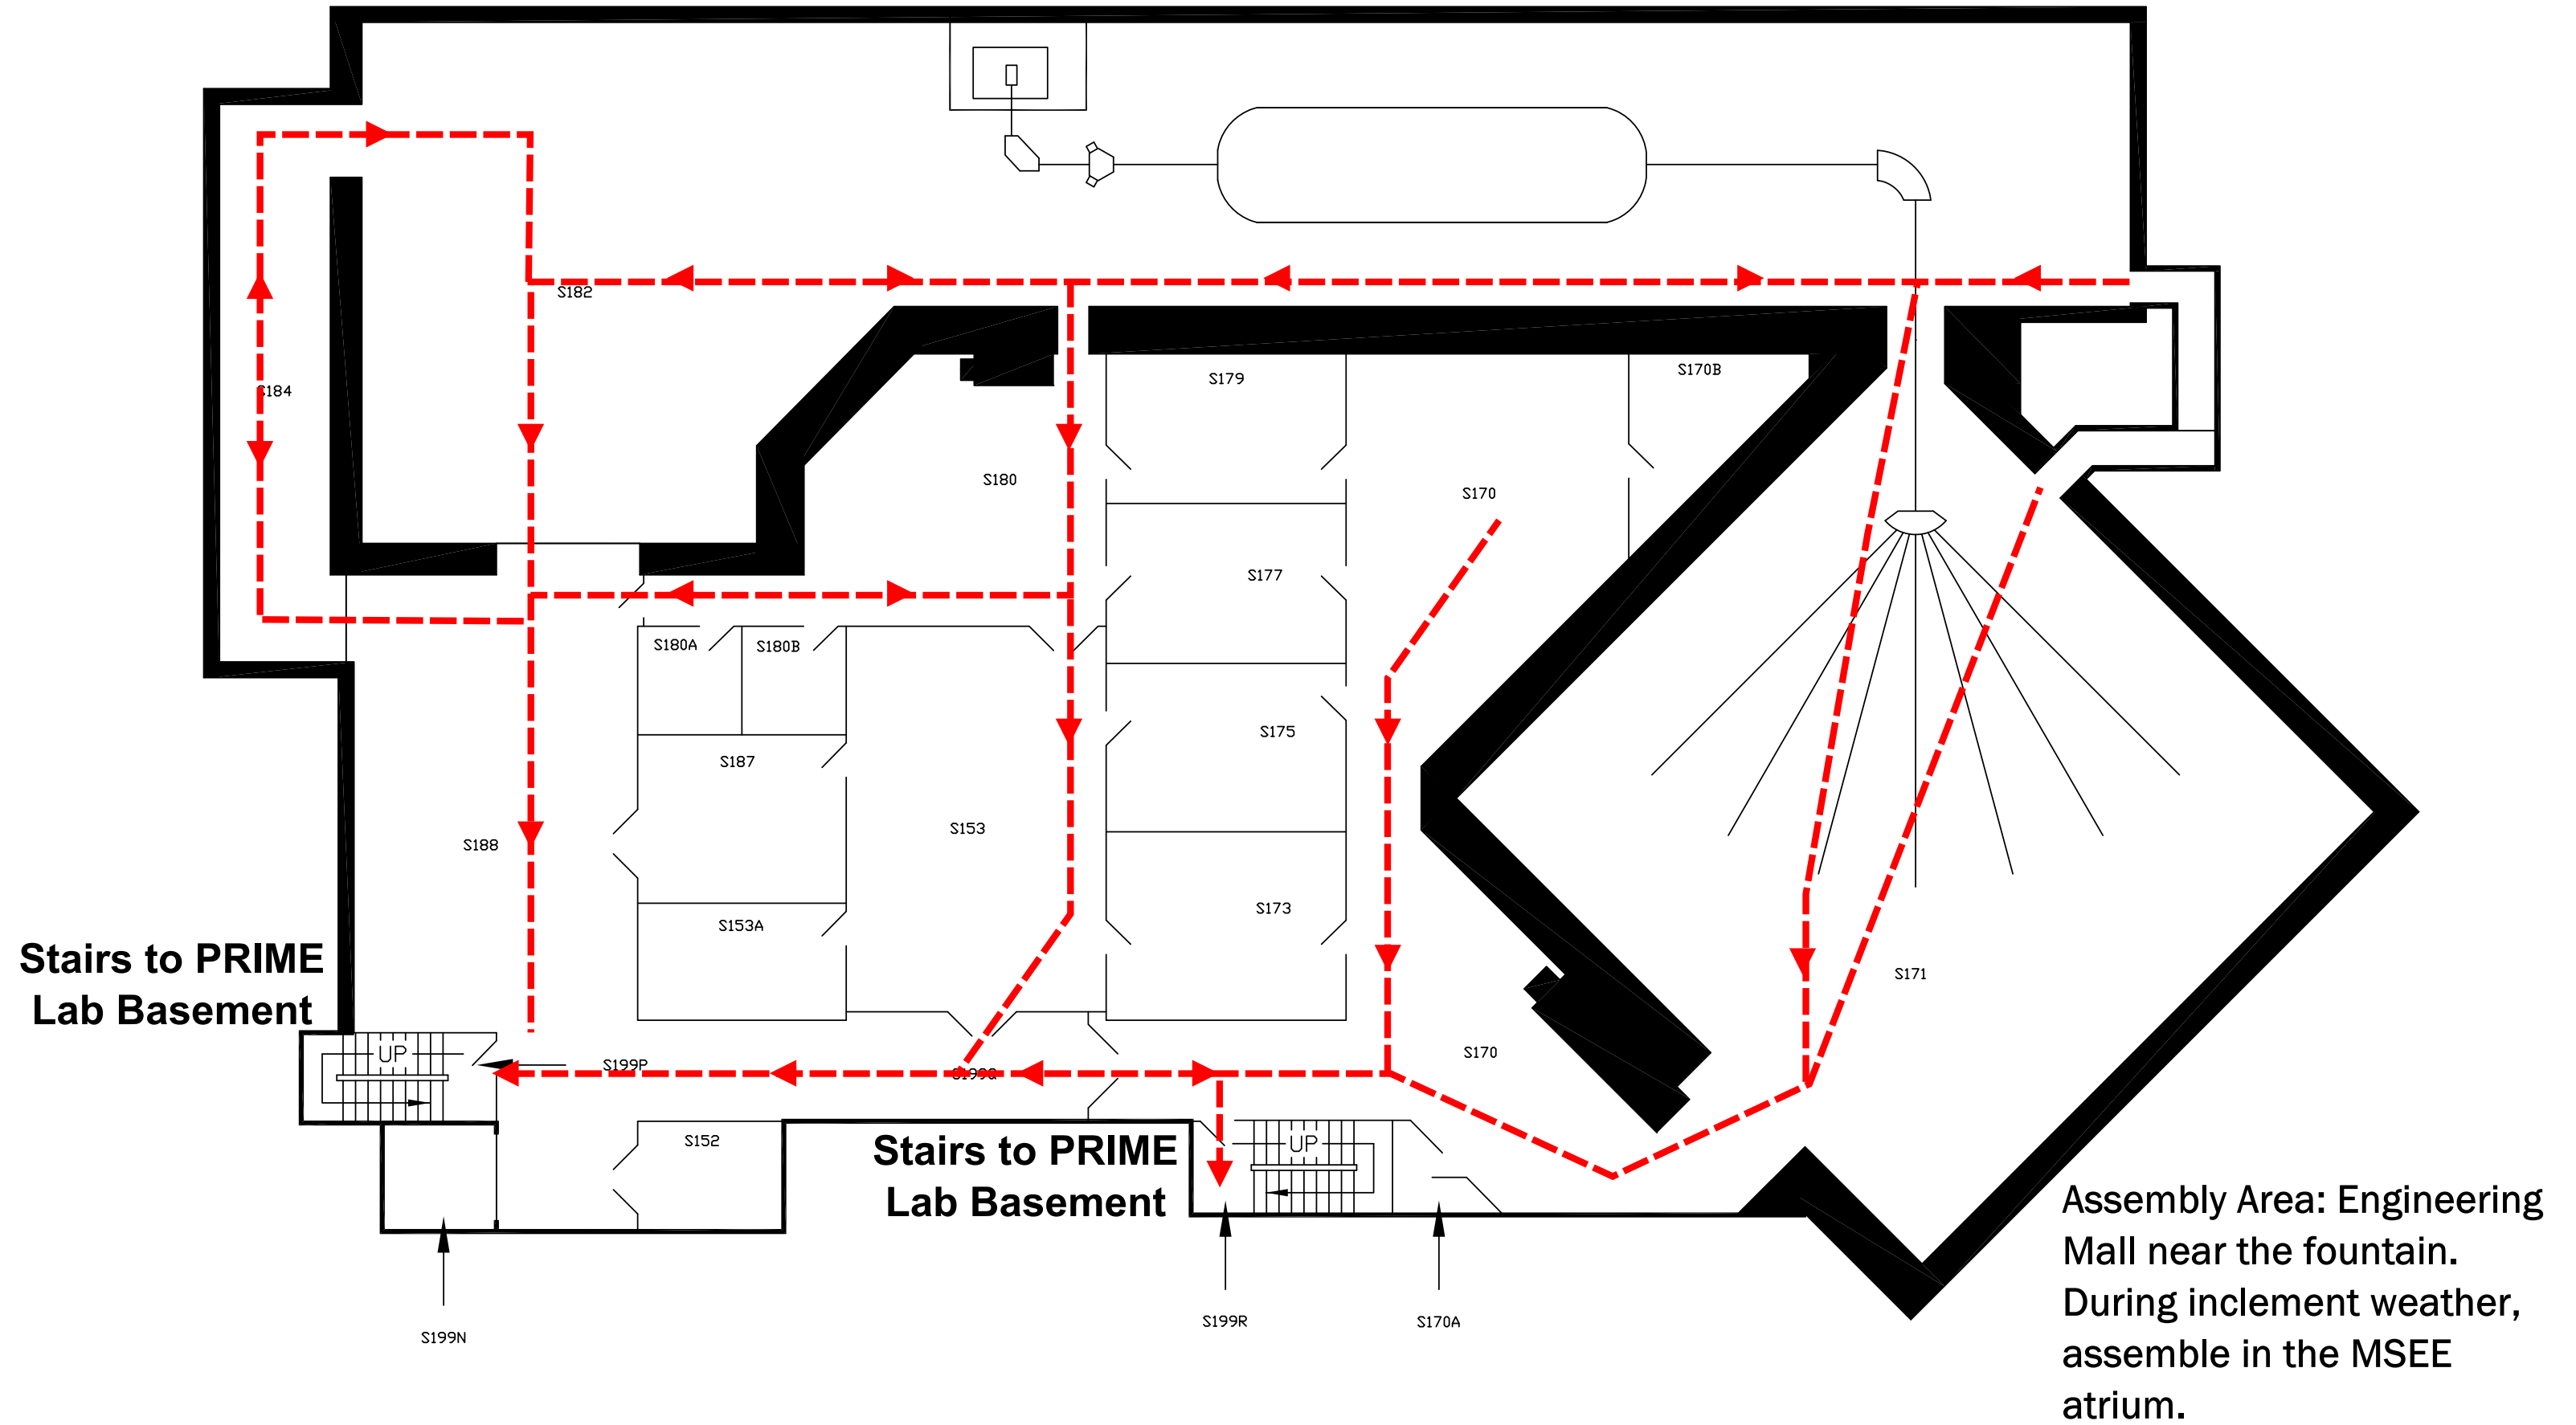 S182
S184
S179
S170B
S180
S170
S177
S180A
S180B
S175
S187
S153
S188
S173
S153A
Stairs to PRIME
Lab Basement
S171
UP
S199P
S199Q
S170
S152
Stairs to PRIME
Lab Basement
UP
Assembly Area: Engineering
Mall near the fountain.
During inclement weather,
assemble in the MSEE
atrium.
S199N
S199R
S170A